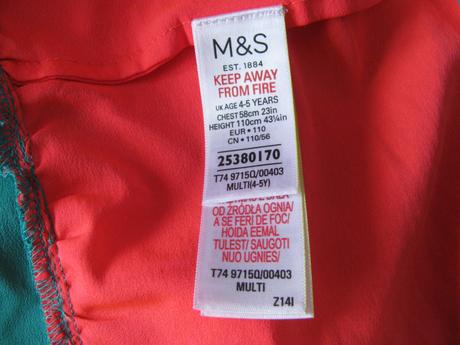 M&S
EST. 1884
KEEP AWAY
FROM FIRE
UK AGE 4-5 YEARS
CHEST 58cm 23in
HEIGHT 110cm 43¼in
EUR • 110
CN • 110/56
25380170
T74 9715Q/00403
MULTI(4-5Y)
OD ŹRÓDŁA OGNIA/
A SE FERI DE FOC/
HOIDA EEMAL
TULEST/ SAUGOTI
NUO UGNIES/
T74 9715Q/00403
MULTI
Z14I